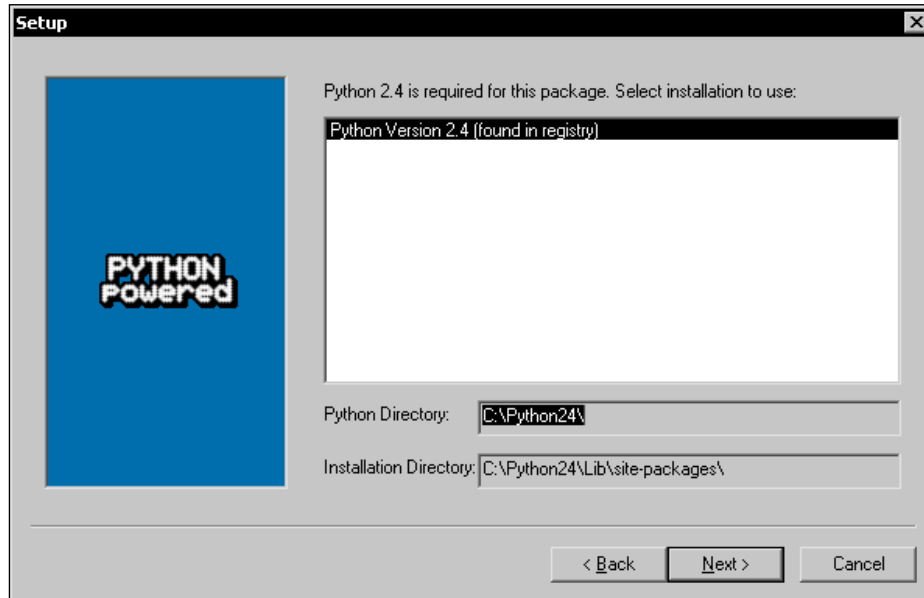 Setup
Python 2.4 is required for this package. Select installation to use:
Python Version 2.4 (found in registry)
PYTHON
powered
Python Directory:
C:\Python24\
Installation Directory:
C:\Python24\Lib\site-packages\
< Back
Next >
Cancel